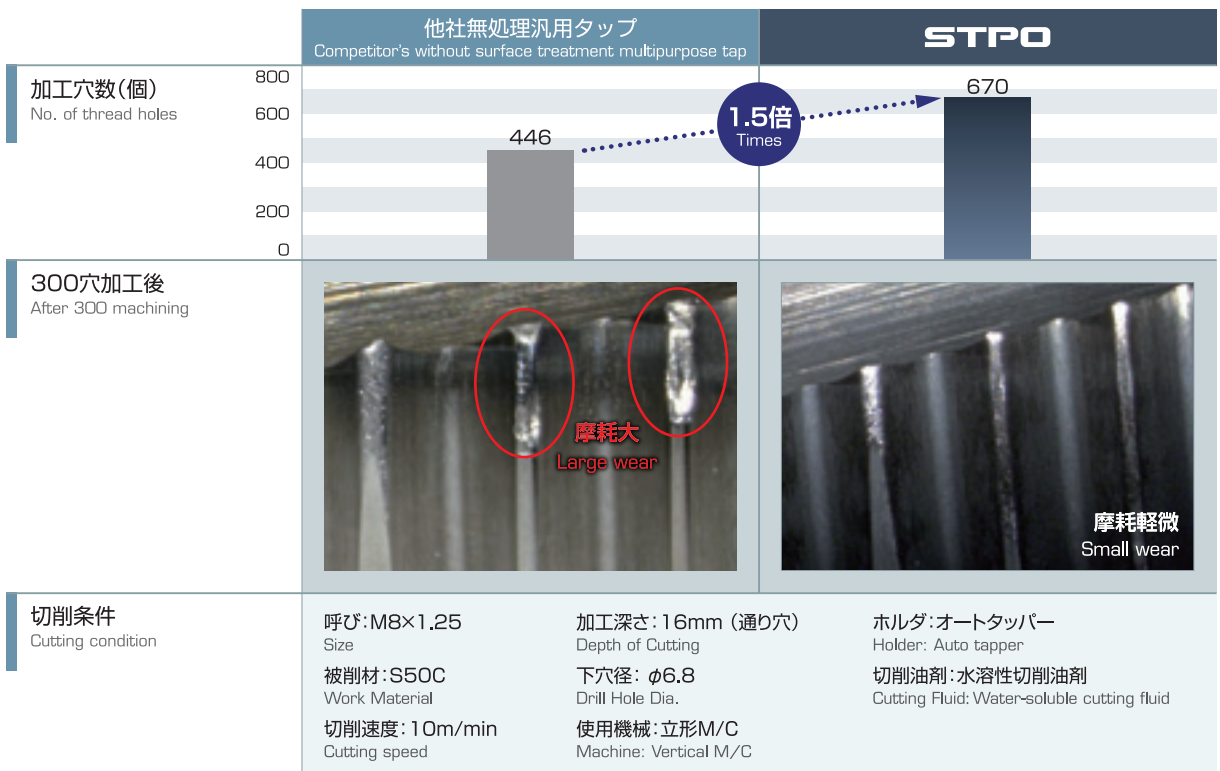 他社無処理汎用タップ
Competitor's without surface treatment multipurpose tap
STPO
加工穴数(個)
No. of thread holes
800
600
400
200
0
446
1.5倍
Times
670
300穴加工後
After 300 machining
摩耗大
Large wear
摩耗軽微
Small wear
切削条件
Cutting condition
呼び:M8×1.25
Size
被削材:S50C
Work Material
切削速度:10m/min
Cutting speed
加工深さ:16mm (通り穴)
Depth of Cutting
下穴径: φ6.8
Drill Hole Dia.
使用機械:立形M/C
Machine: Vertical M/C
ホルダ:オートタッパー
Holder: Auto tapper
切削油剤:水溶性切削油剤
Cutting Fluid: Water-soluble cutting fluid